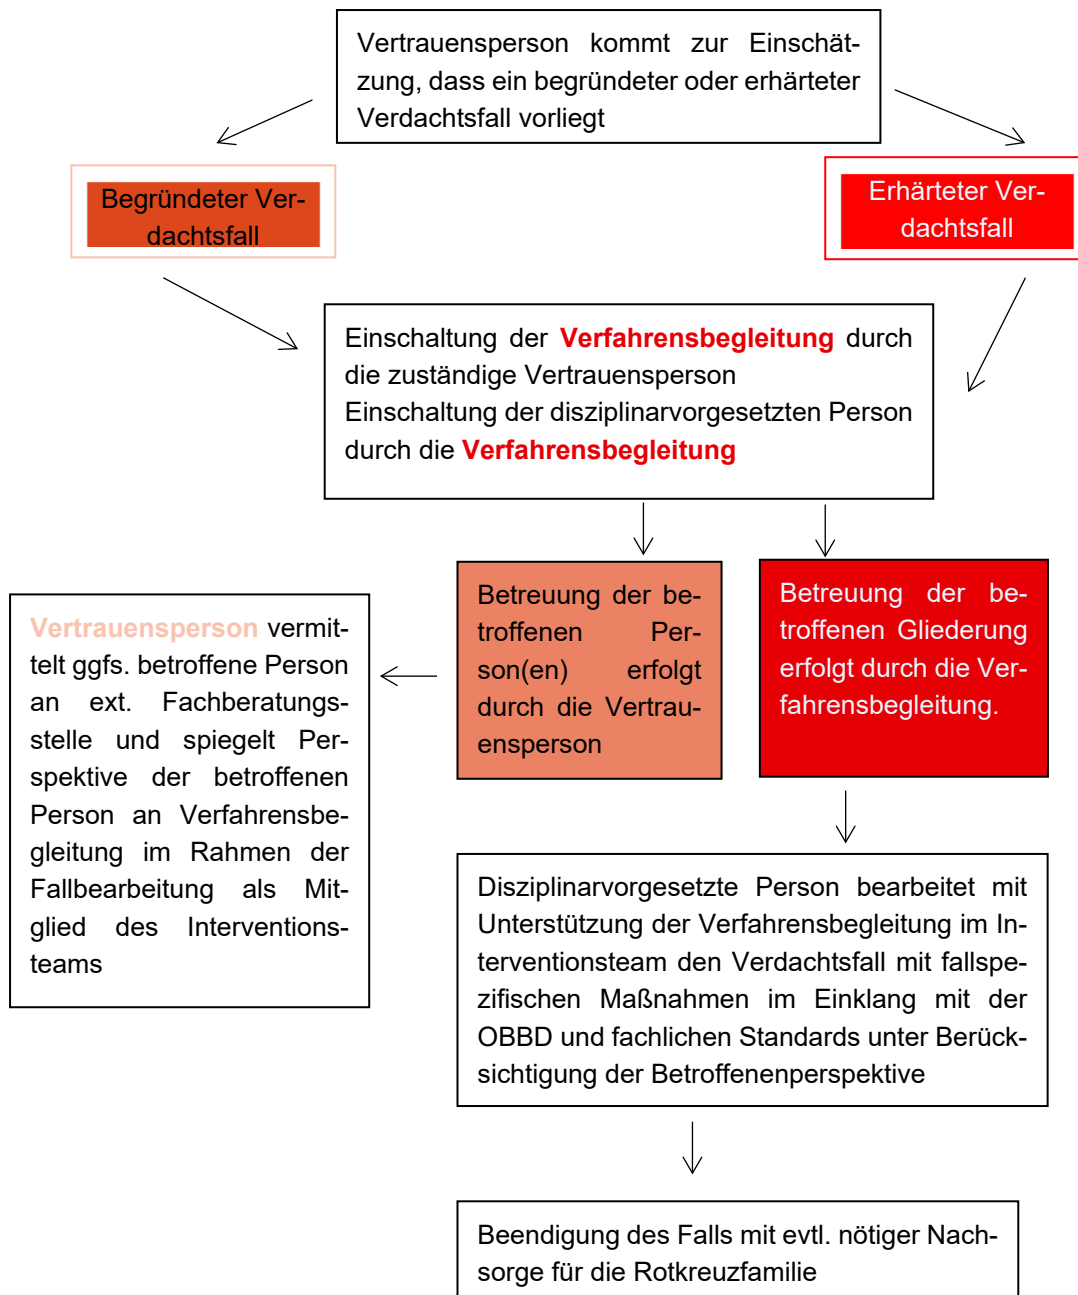 Vertrauensperson kommt zur Einschät-
zung, dass ein begründeter oder erhärteter
Verdachtsfall vorliegt
Begründeter Ver-
dachtsfall
Erhärteter Ver-
dachtsfall
Einschaltung der Verfahrensbegleitung durch
die zuständige Vertrauensperson
Einschaltung der disziplinarvorgesetzten Person
durch die Verfahrensbegleitung
Vertrauensperson vermit-
telt ggfs. betroffene Person
an ext. Fachberatungs-
stelle und spiegelt Per-
spektive der betroffenen
Person an Verfahrensbe-
gleitung im Rahmen der
Fallbearbeitung als Mit-
glied des Interventions-
teams
Betreuung der be-
troffenen Per-
son(en) erfolgt
durch die Vertrau-
ensperson
Betreuung der be-
troffenen Gliederung
erfolgt durch die Ver-
fahrensbegleitung.
Disziplinarvorgesetzte Person bearbeitet mit
Unterstützung der Verfahrensbegleitung im In-
terventionsteam den Verdachtsfall mit fallspe-
zifischen Maßnahmen im Einklang mit der
OBBD und fachlichen Standards unter Berück-
sichtigung der Betroffenenperspektive
Beendigung des Falls mit evtl. nötiger Nach-
sorge für die Rotkreuzfamilie